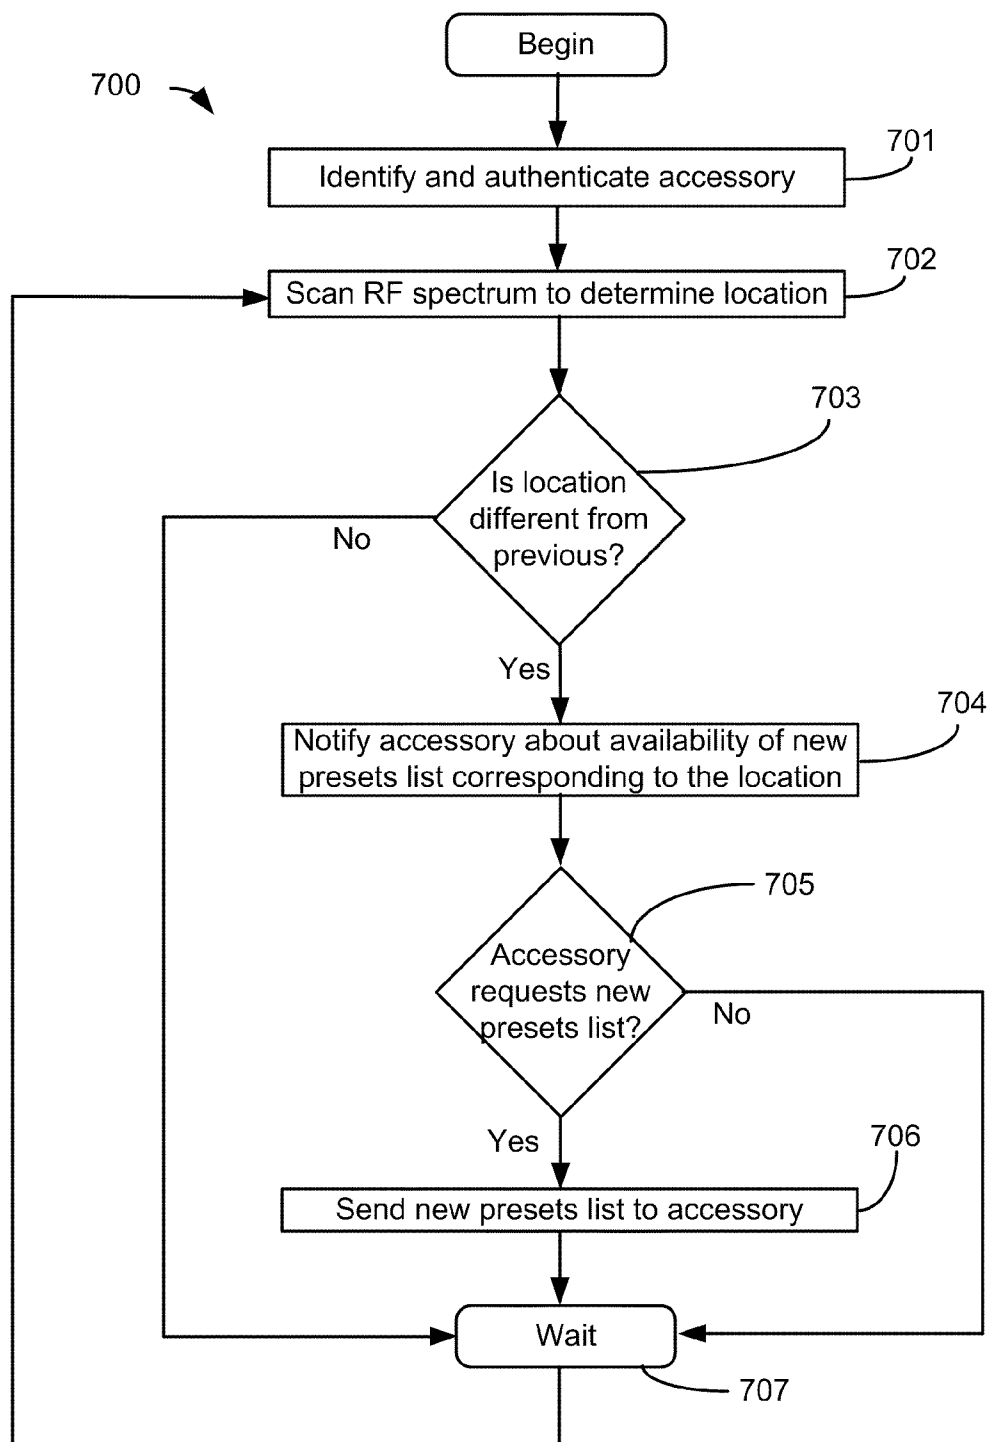 Begin
700
701
Identify and authenticate accessory
702
Scan RF spectrum to determine location
703
Is location
different from
previous?
No
Yes
704
Notify accessory about availability of new
presets list corresponding to the location
705
Accessory
requests new
presets list?
No
Yes
706
Send new presets list to accessory
Wait
707